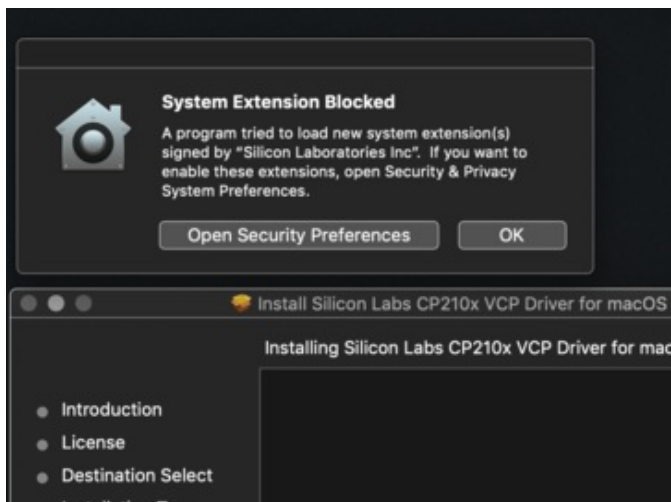 System Extension Blocked
A program tried to load new system extension(s)
signed by "Silicon Laboratories Inc". If you want to
enable these extensions, open Security & Privacy
System Preferences.
Open Security Preferences
OK
Install Silicon Labs CP210x VCP Driver for macOS
Installing Silicon Labs CP210x VCP Driver for mac
Introduction
License
Destination Select